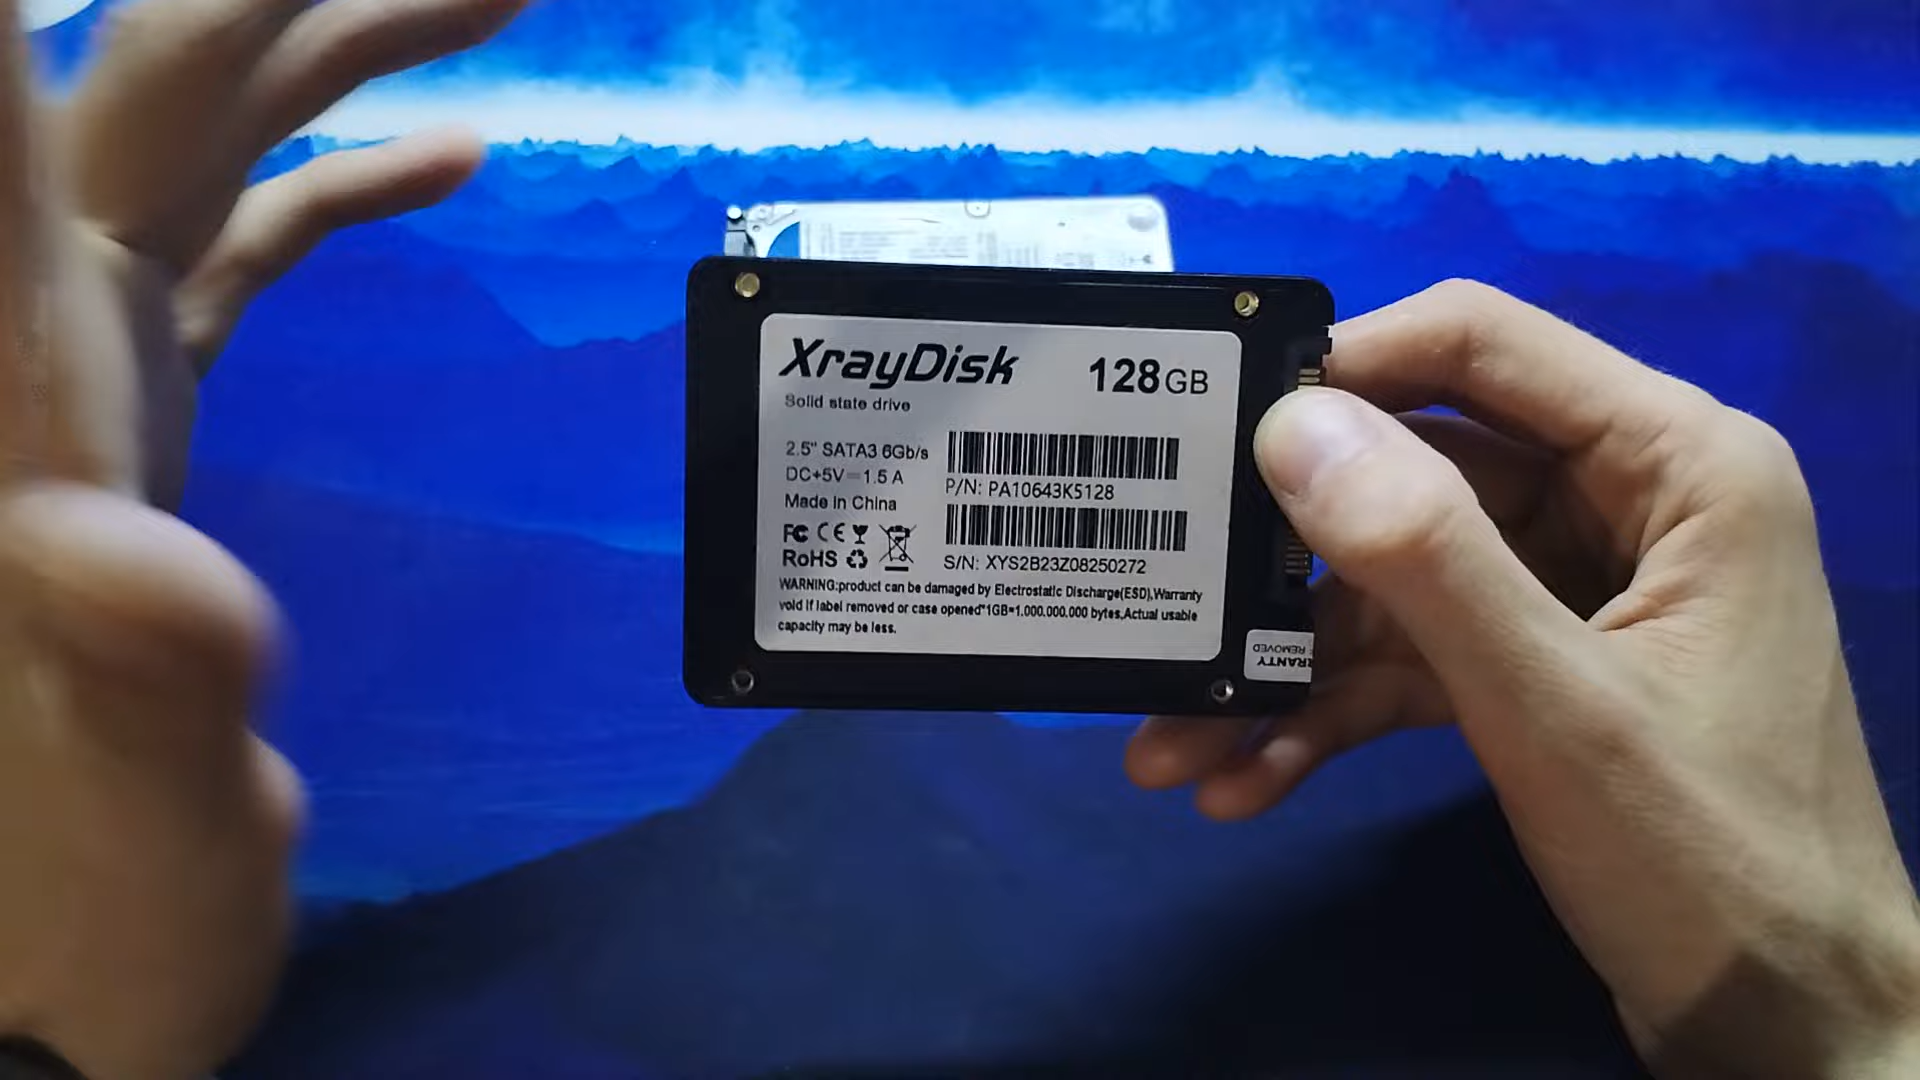 XrayDisk 128GB
Solid state drive
2.5" SATA3 6Gb/s
DC+5V⎓1.5 A
Made in China
FC CE
RoHS
P/N: PA10643K5128
S/N: XYS2B23Z08250272
WARNING:product can be damaged by Electrostatic Discharge(ESD),Warranty
void if label removed or case opened"1GB=1.000.000.000 bytes,Actual usable
capacity may be less.
RRANTY
REMOVED